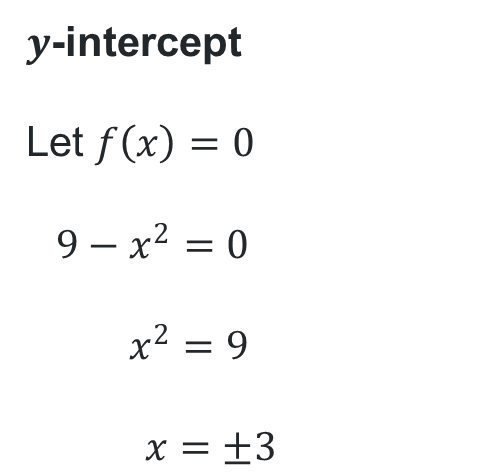 y-intercept
Let f(x) = 0
9 − x² = 0
x² = 9
x = ±3